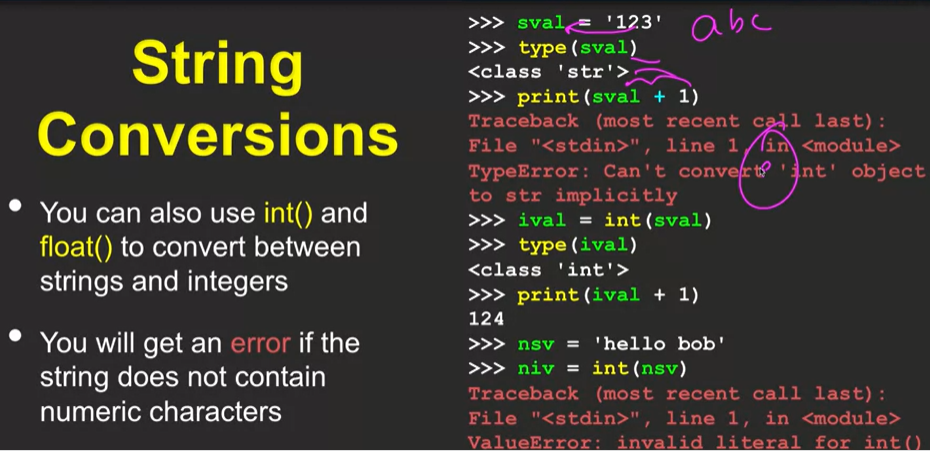 String
Conversions
• You can also use int() and
float() to convert between
strings and integers
• You will get an error if the
string does not contain
numeric characters
>>> sval = '123'
abc
>>> type(sval)
<class 'str'>
>>> print(sval + 1)
Traceback (most recent call last):
File "<stdin>", line 1, in <module>
TypeError: Can't convert 'int' object
to str implicitly
>>> ival = int(sval)
>>> type(ival)
<class 'int'>
>>> print(ival + 1)
124
>>> nsv = 'hello bob'
>>> niv = int(nsv)
Traceback (most recent call last):
File "<stdin>", line 1, in <module>
ValueError: invalid literal for int()